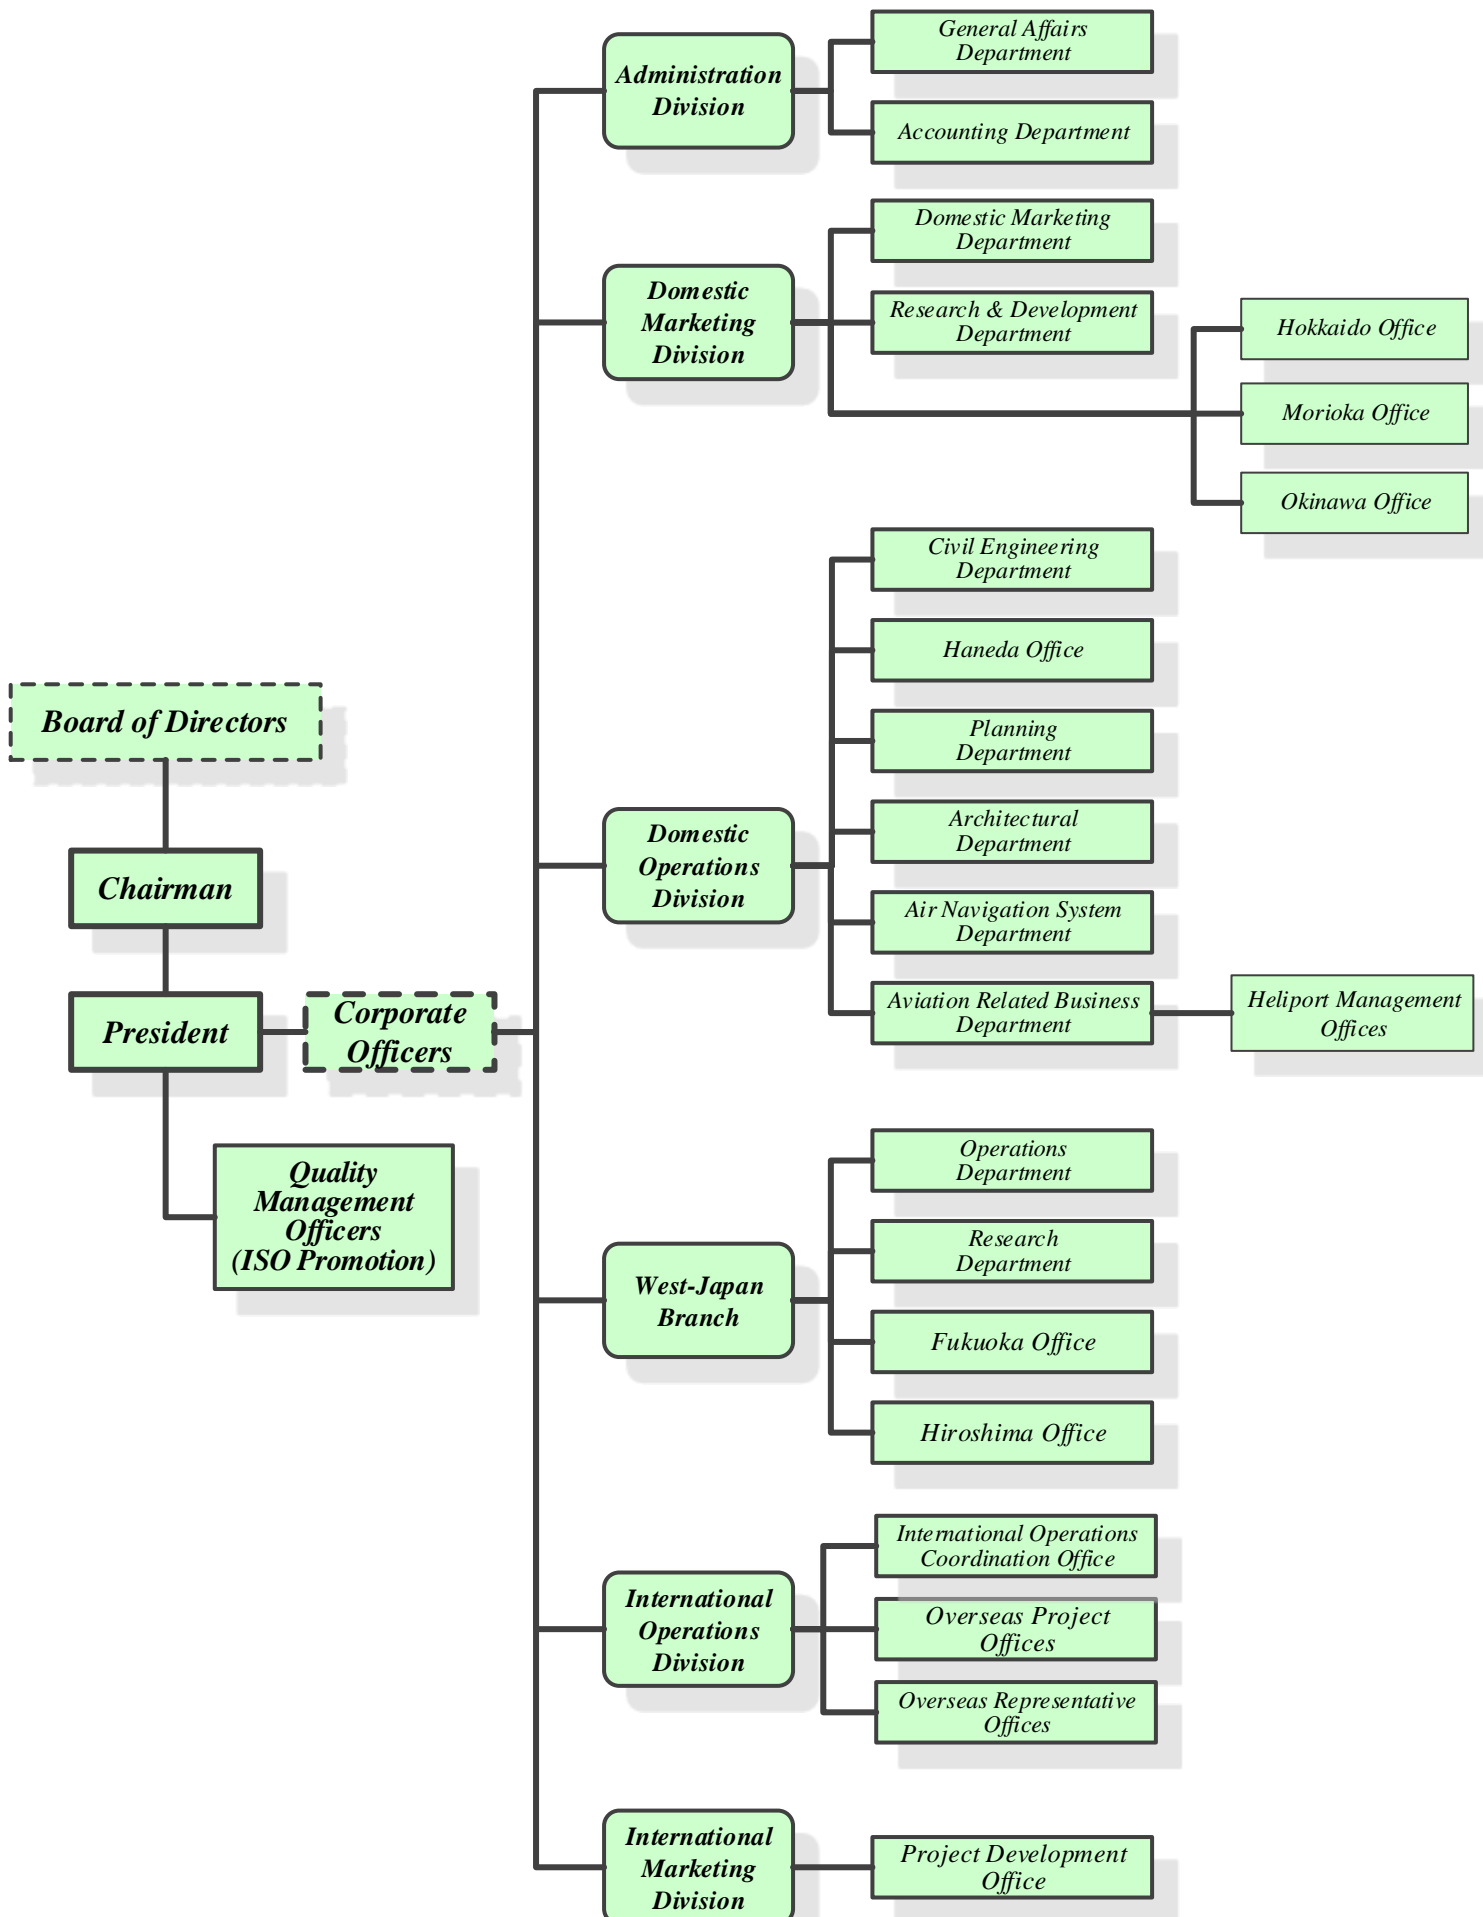 Board of Directors
Chairman
President
Corporate
Officers
Quality
Management
Officers
(ISO Promotion)
Administration
Division
General Affairs
Department
Accounting Department
Domestic
Marketing
Division
Domestic Marketing
Department
Research & Development
Department
Hokkaido Office
Morioka Office
Okinawa Office
Domestic
Operations
Division
Civil Engineering
Department
Haneda Office
Planning
Department
Architectural
Department
Air Navigation System
Department
Aviation Related Business
Department
Heliport Management
Offices
West-Japan
Branch
Operations
Department
Research
Department
Fukuoka Office
Hiroshima Office
International
Operations
Division
International Operations
Coordination Office
Overseas Project
Offices
Overseas Representative
Offices
International
Marketing
Division
Project Development
Office